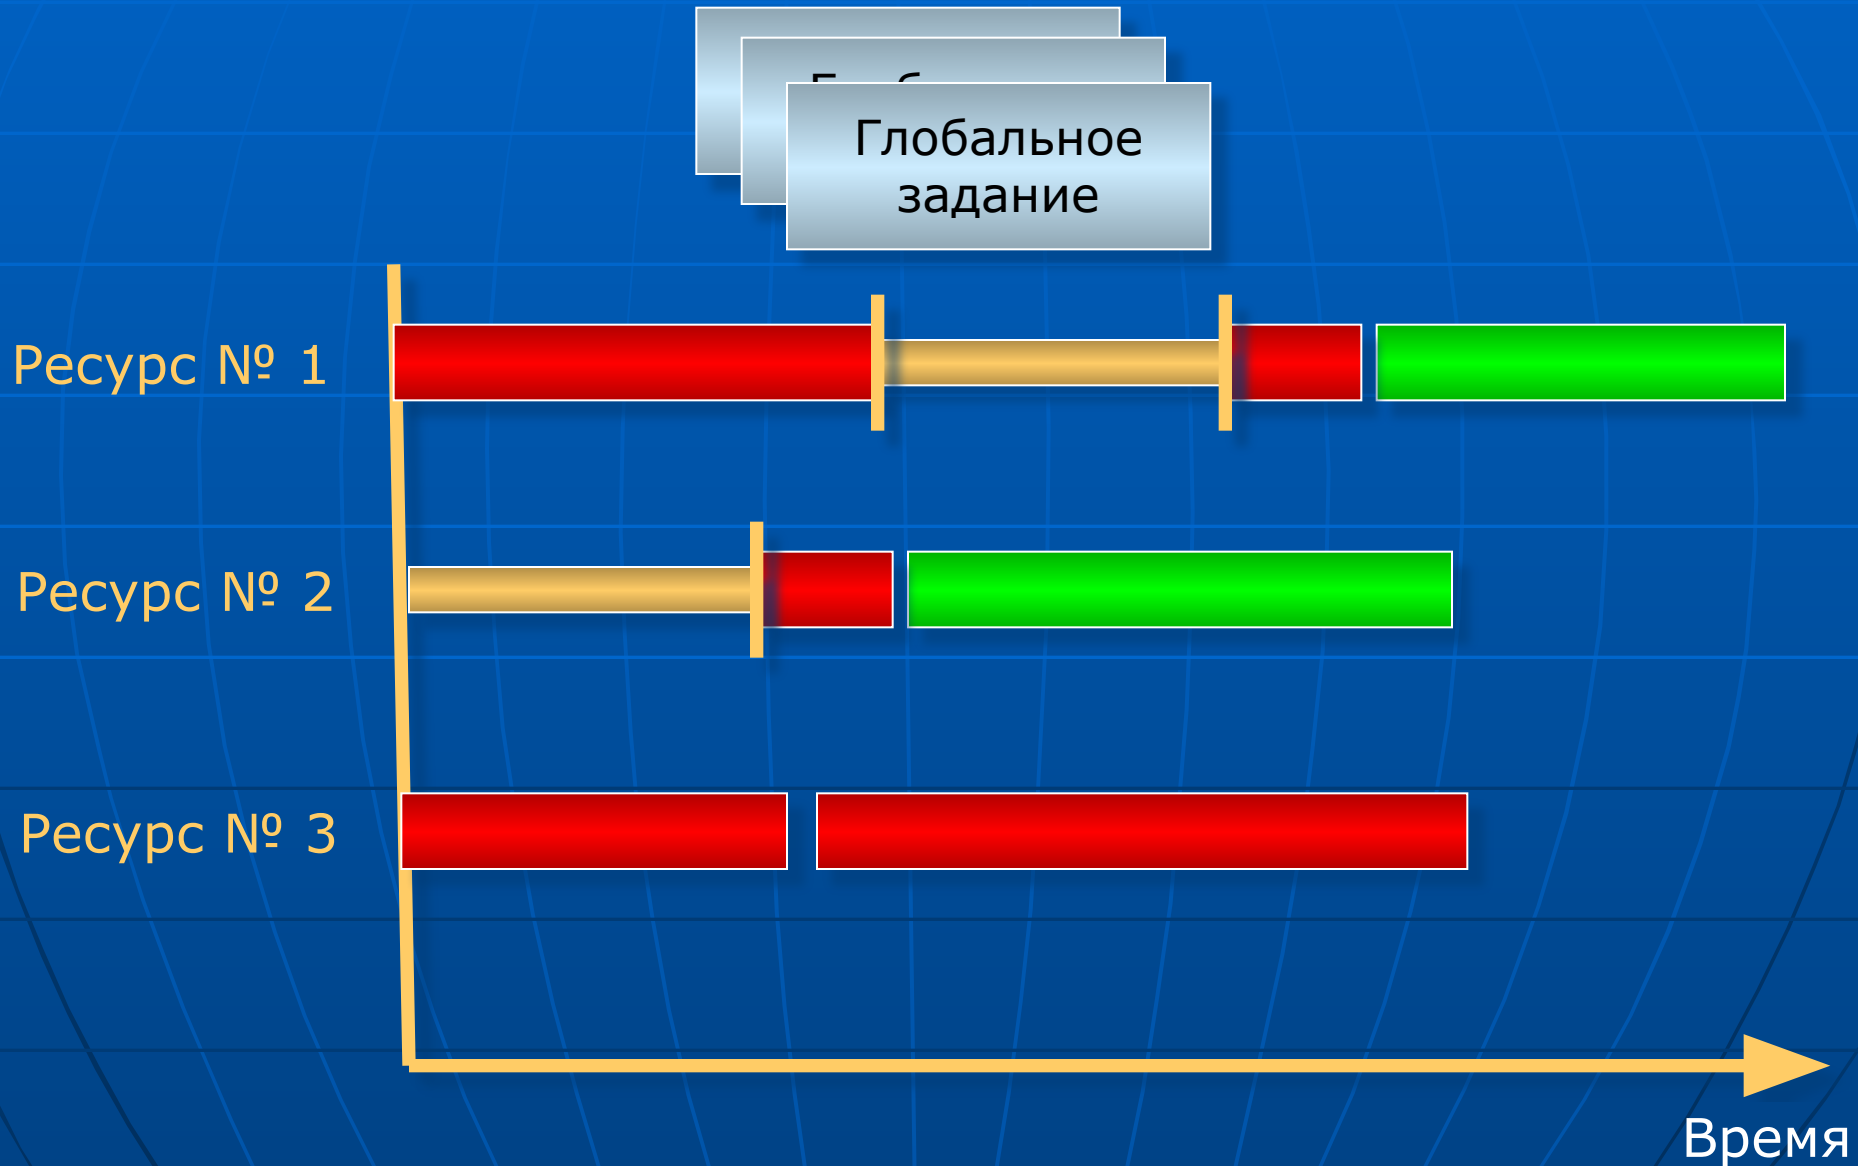 Глобальное
задание
Ресурс № 1
Ресурс № 2
Ресурс № 3
Время